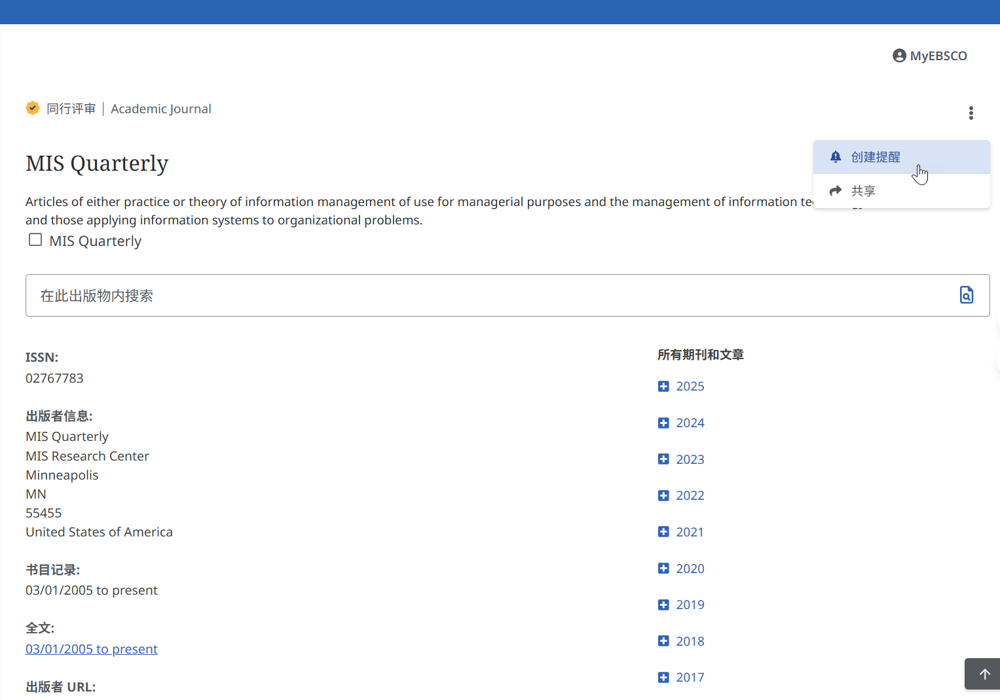 MyEBSCO
同行评审 | Academic Journal
MIS Quarterly
创建提醒
共享
Articles of either practice or theory of information management of use for managerial purposes and the management of information
and those applying information systems to organizational problems.
MIS Quarterly
在此出版物内搜索
ISSN:
02767783
出版者信息:
MIS Quarterly
MIS Research Center
Minneapolis
MN
55455
United States of America
书目记录:
03/01/2005 to present
全文:
03/01/2005 to present
出版者 URL:
所有期刊和文章
2025
2024
2023
2022
2021
2020
2019
2018
2017